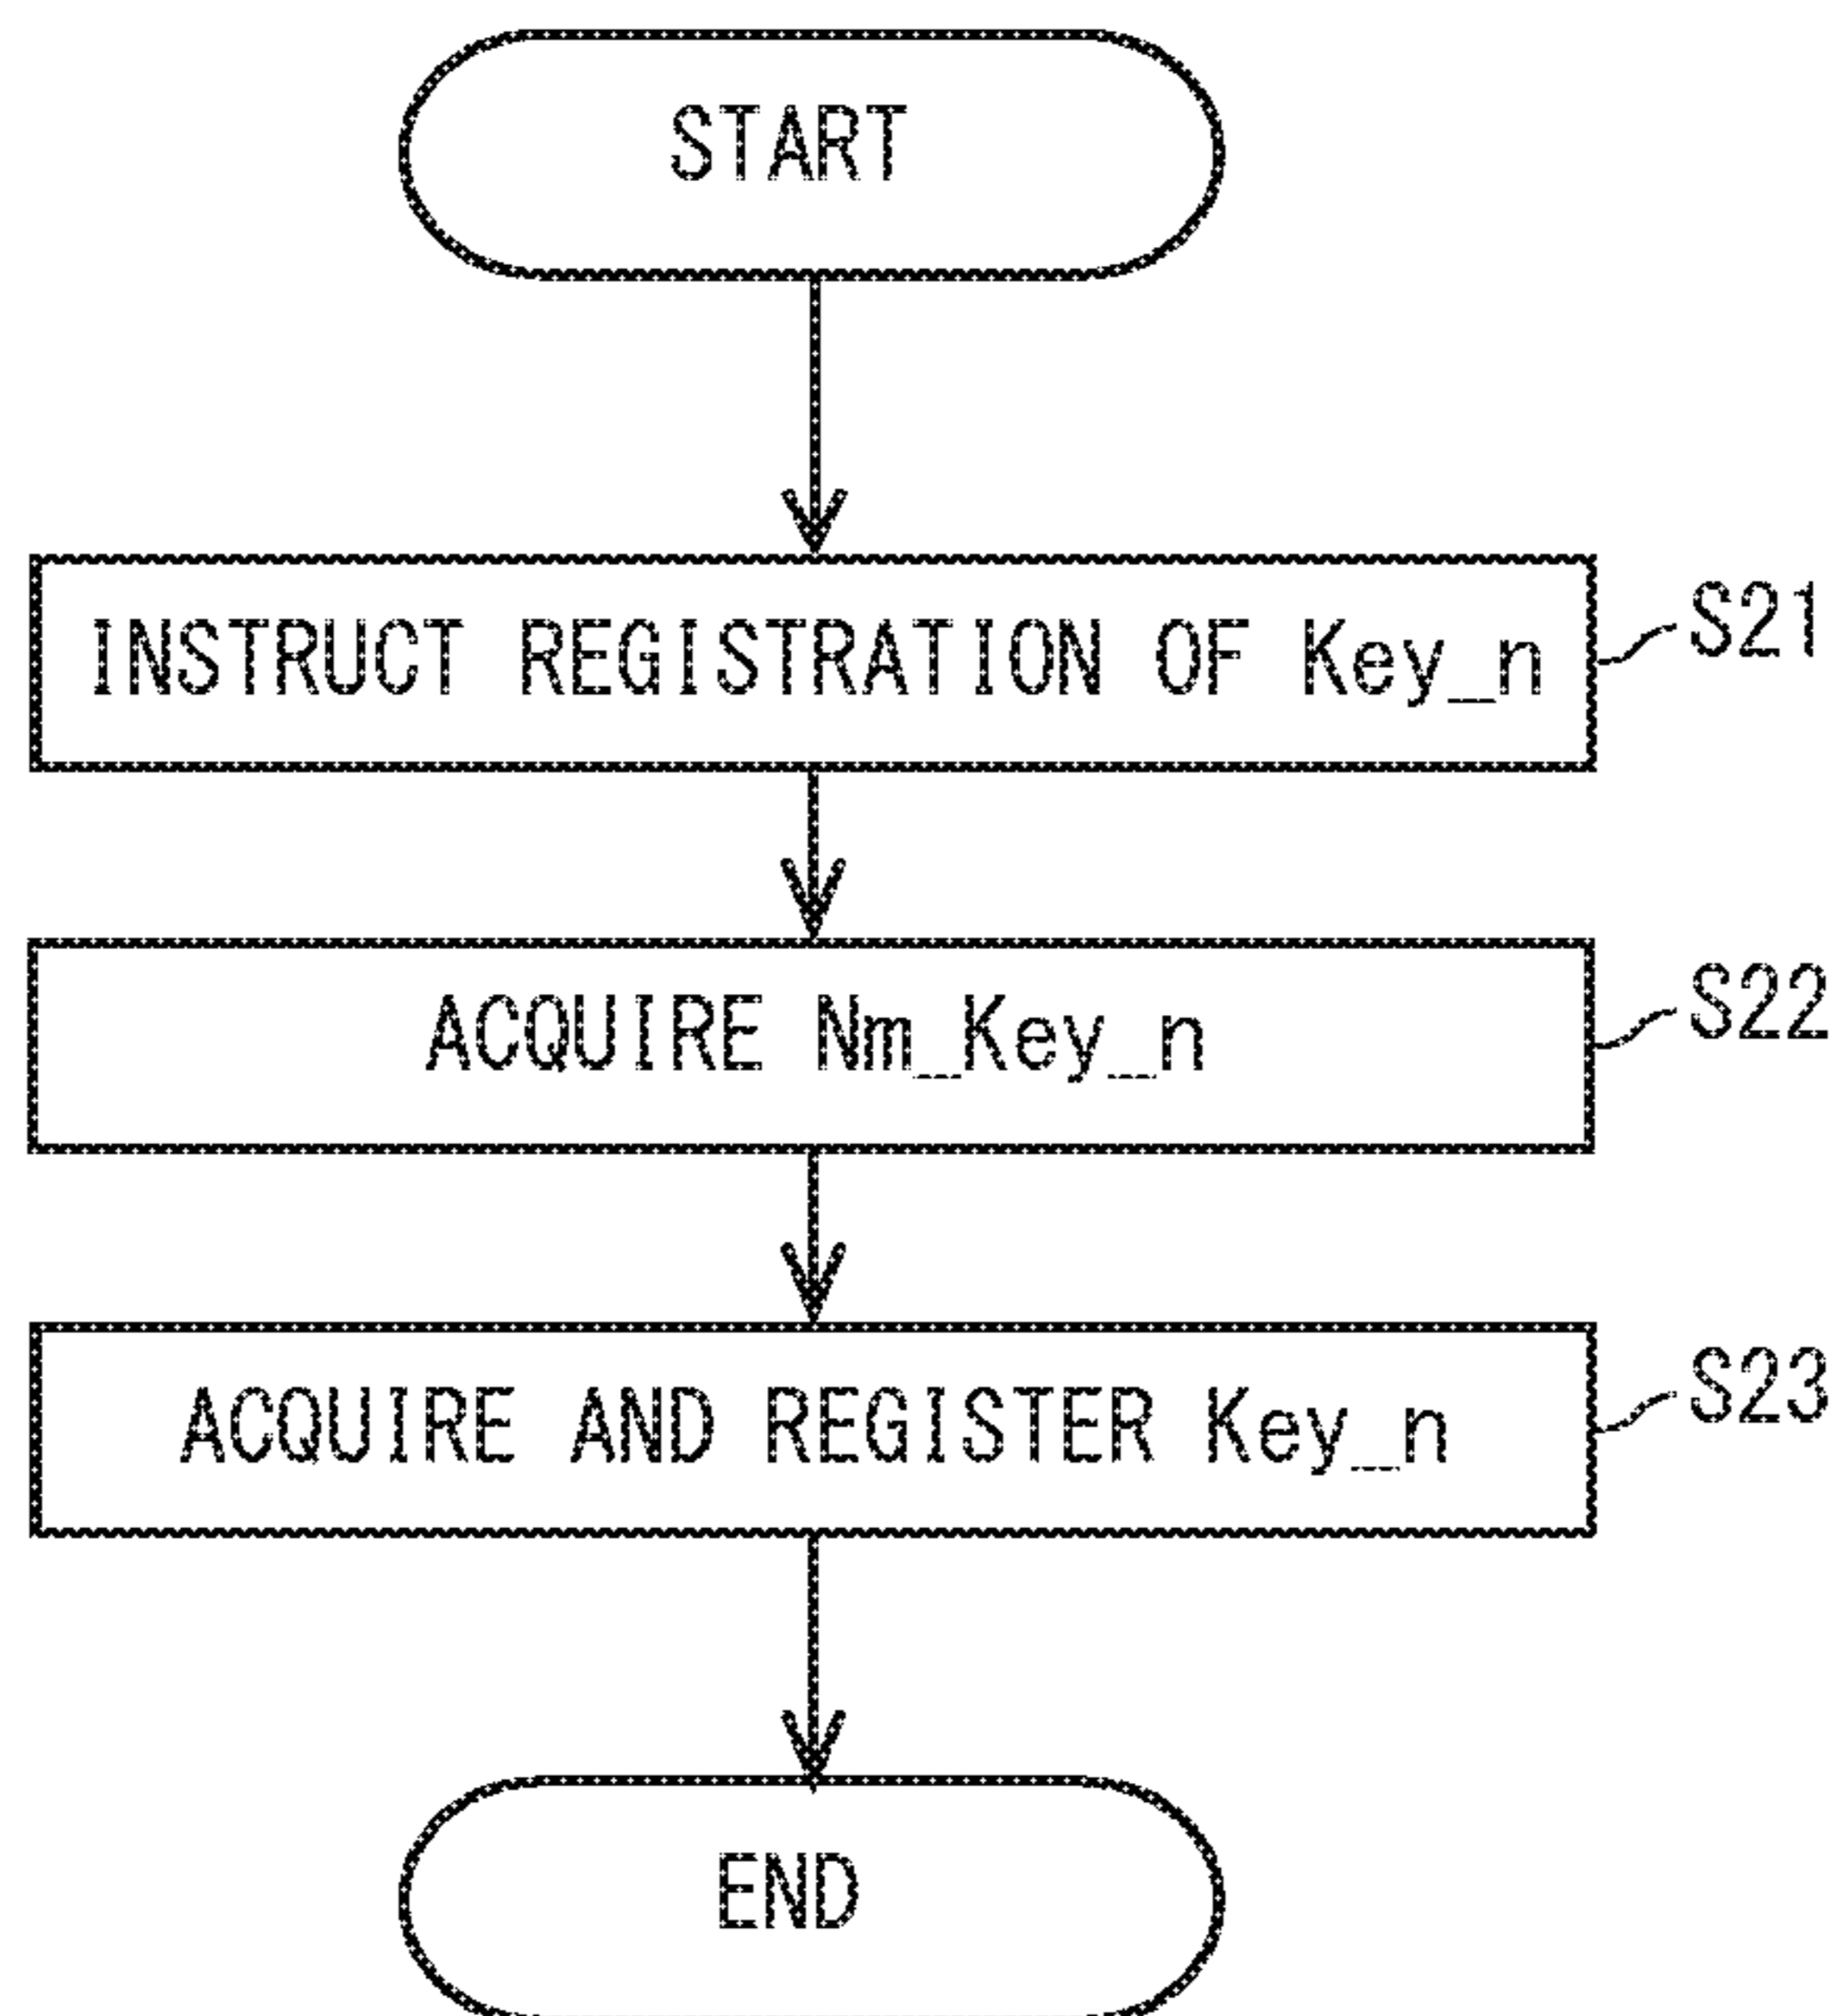 START
INSTRUCT REGISTRATION OF Key_n
S21
ACQUIRE Nm_Key_n
S22
ACQUIRE AND REGISTER Key_n
S23
END